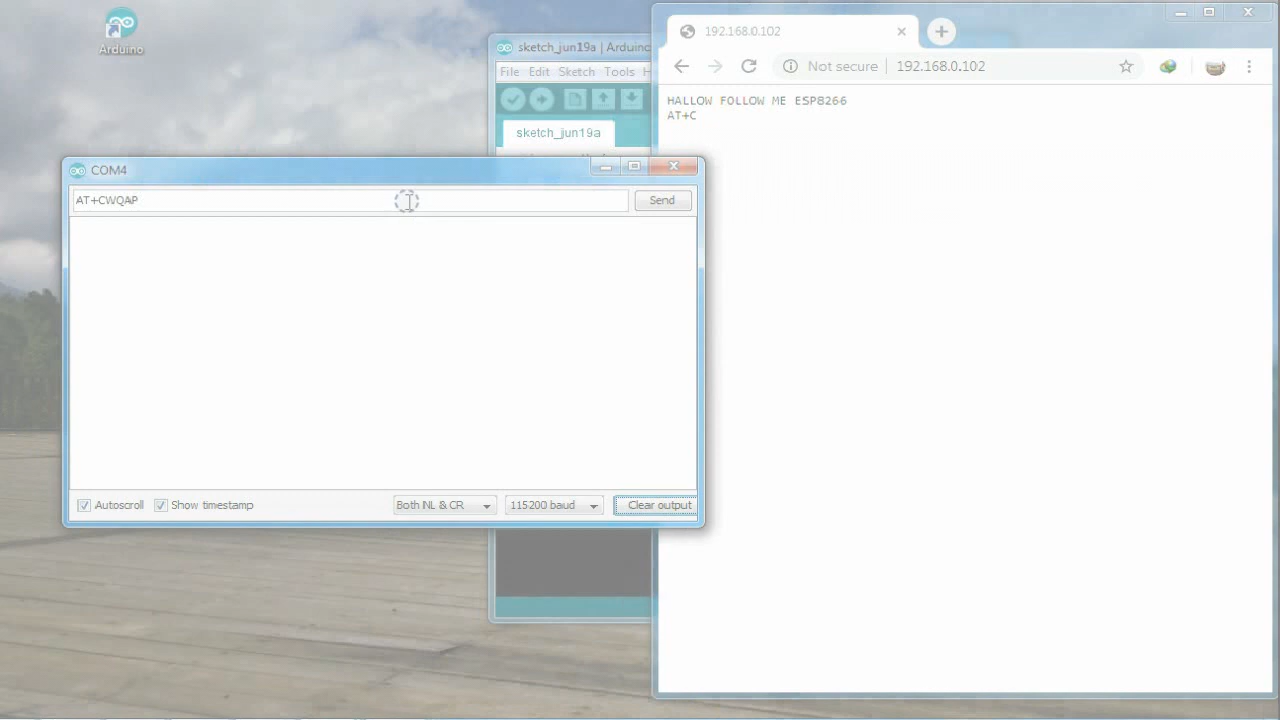 Arduino
sketch_jun19a | Arduino
File Edit Sketch Tools H
sketch_jun19a
192.168.0.102
Not secure 192.168.0.102
HALLOW FOLLOW ME ESP8266
AT+C
COM4
AT+CWQAP
Send
Autoscroll Show timestamp Both NL & CR 115200 baud Clear output